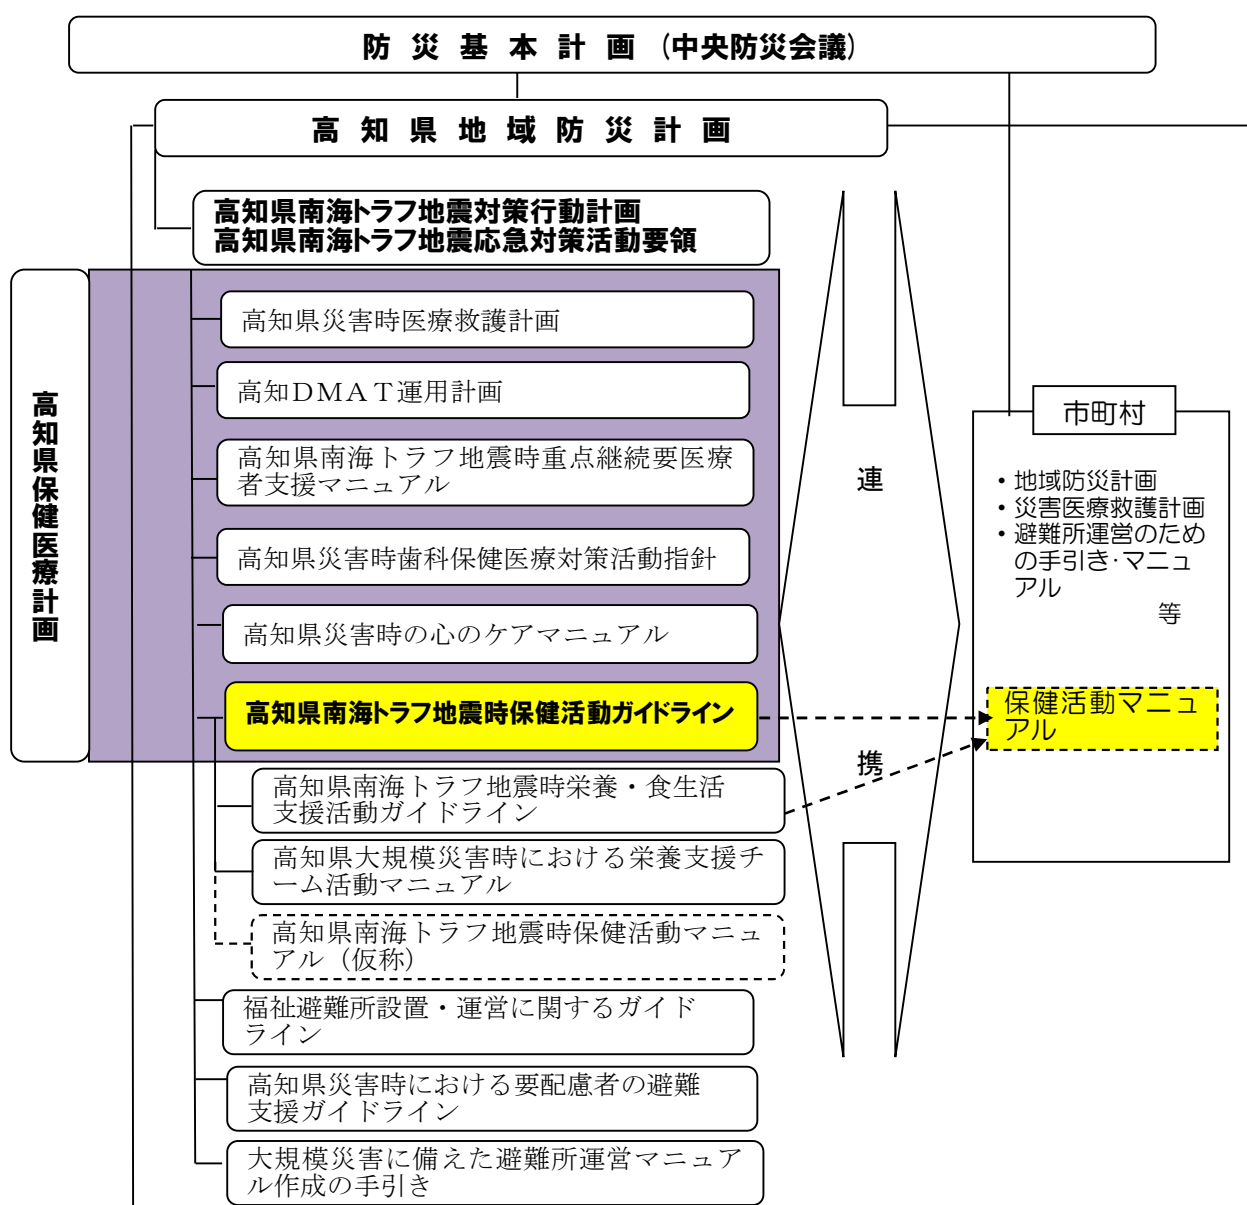 防災基本計画(中央防災会議)
高知県地域防災計画
高知県南海トラフ地震対策行動計画
高知県南海トラフ地震応急対策活動要領
高知県保健医療計画
高知県災害時医療救護計画
高知DMAT運用計画
高知県南海トラフ地震時重点継続要医療
者支援マニュアル
高知県災害時歯科保健医療対策活動指針
高知県災害時の心のケアマニュアル
高知県南海トラフ地震時保健活動ガイドライン
高知県南海トラフ地震時栄養・食生活
支援活動ガイドライン
高知県大規模災害時における栄養支援チ
ーム活動マニュアル
高知県南海トラフ地震時保健活動マニュ
アル（仮称）
福祉避難所設置・運営に関するガイド
ライン
高知県災害時における要配慮者の避難
支援ガイドライン
大規模災害に備えた避難所運営マニュア
ル作成の手引き
連
携
市町村
・地域防災計画
・災害医療救護計画
・避難所運営のため
の手引き･マニュ
アル
等
保健活動マニュ
アル